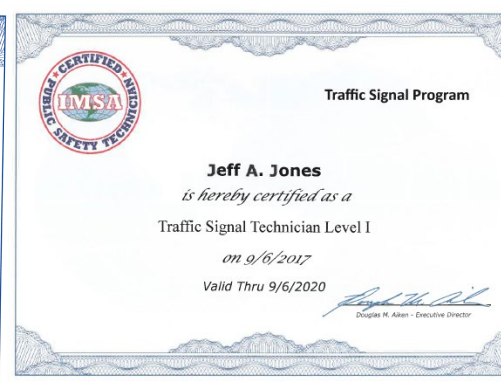 CERTIFIED
PUBLIC SAFETY TECHNICIAN
IMSA
Traffic Signal Program
Jeff A. Jones
is hereby certified as a
Traffic Signal Technician Level I
on 9/6/2017
Valid Thru 9/6/2020
Douglas M. Aiken - Executive Director